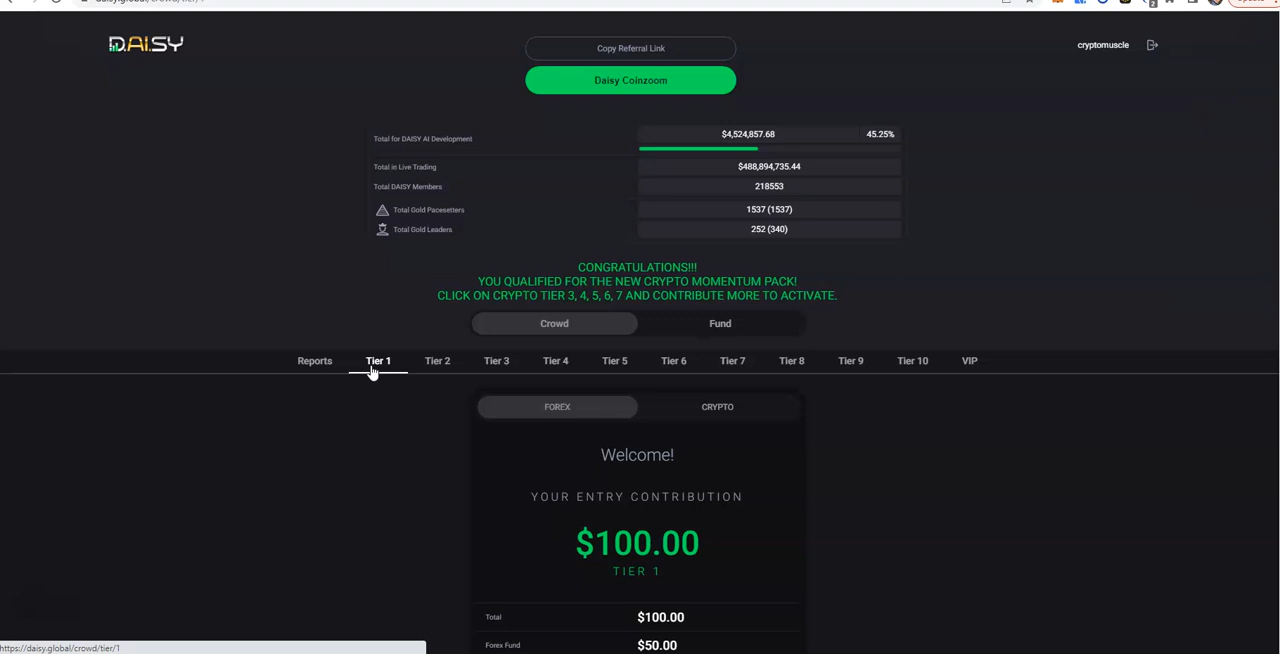 D.AI.SY
Copy Referral Link
cryptomuscle
Daisy Coinzoom
Total for DAISY AI Development $4,524,857.68 45.25%
Total in Live Trading $488,894,735.44
Total DAISY Members 218553
Total Gold Pacesetters 1537 (1537)
Total Gold Leaders 252 (340)
CONGRATULATIONS!!!
YOU QUALIFIED FOR THE NEW CRYPTO MOMENTUM PACK!
CLICK ON CRYPTO TIER 3, 4, 5, 6, 7 AND CONTRIBUTE MORE TO ACTIVATE.
Crowd Fund
Reports Tier 1 Tier 2 Tier 3 Tier 4 Tier 5 Tier 6 Tier 7 Tier 8 Tier 9 Tier 10 VIP
FOREX CRYPTO
Welcome!
YOUR ENTRY CONTRIBUTION
$100.00
TIER 1
Total $100.00
Forex Fund $50.00
https://daisy.global/crowd/tier/1